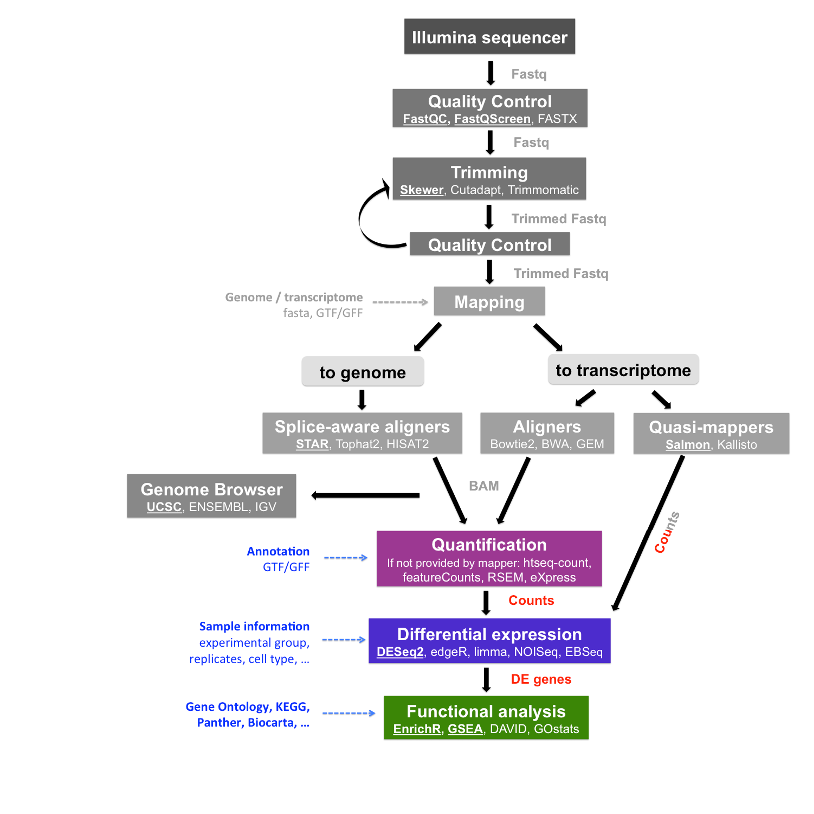 Illumina sequencer
Fastq
Quality Control
FastQC, FastQScreen, FASTX
Fastq
Trimming
Skewer, Cutadapt, Trimmomatic
Trimmed Fastq
Quality Control
Trimmed Fastq
Genome / transcriptome
fasta, GTF/GFF
Mapping
to genome
to transcriptome
Splice-aware aligners
STAR, Tophat2, HISAT2
Aligners
Bowtie2, BWA, GEM
Quasi-mappers
Salmon, Kallisto
BAM
Genome Browser
UCSC, ENSEMBL, IGV
Counts
Annotation
GTF/GFF
Quantification
If not provided by mapper: htseq-count,
featureCounts, RSEM, eXpress
Counts
Sample information
experimental group,
replicates, cell type, ...
Differential expression
DESeq2, edgeR, limma, NOISeq, EBSeq
DE genes
Gene Ontology, KEGG,
Panther, Biocarta, ...
Functional analysis
EnrichR, GSEA, DAVID, GOstats